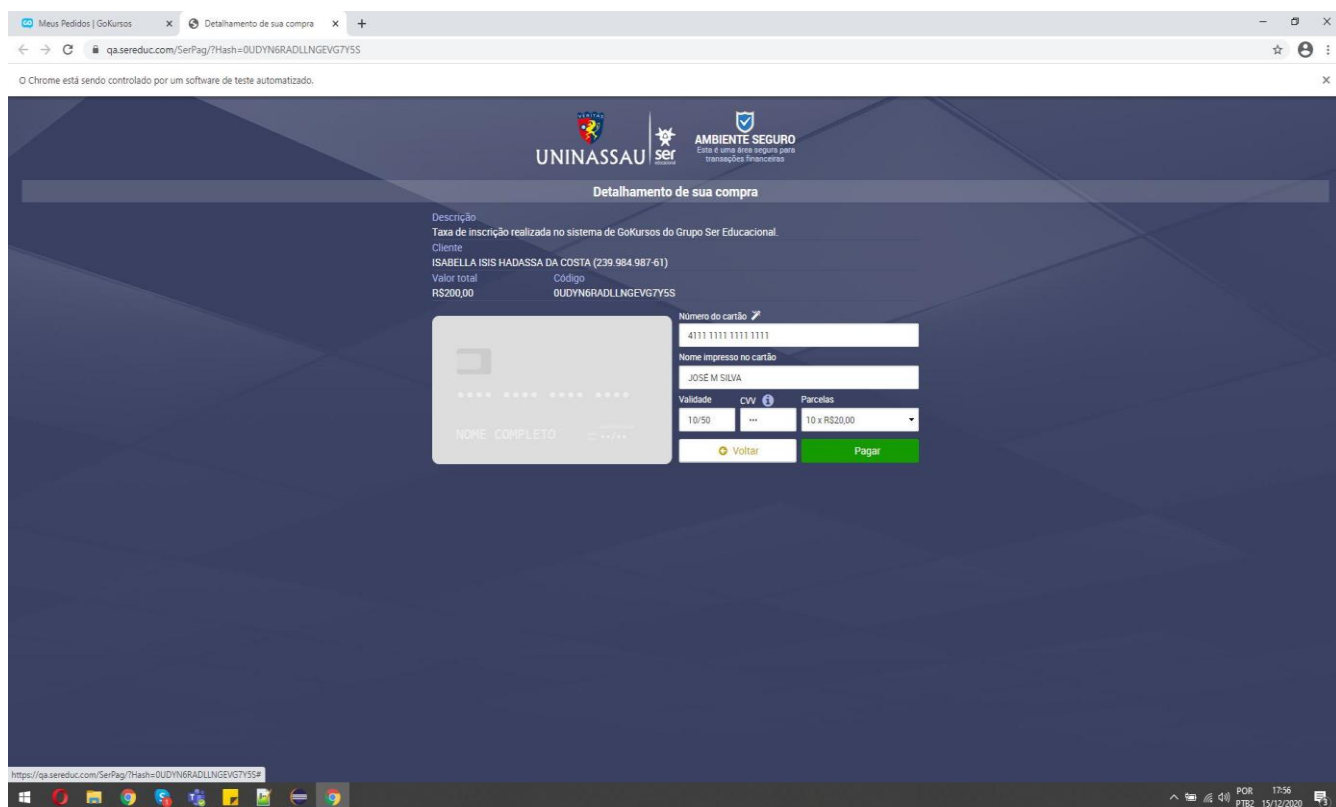 Meus Pedidos | GoKursos
Detalhamento de sua compra
qa.sereduc.com/SerPag/?Hash=0UDYN6RADLLNGEVG7Y5S
O Chrome está sendo controlado por um software de teste automatizado.
VERITAS
UNINASSAU
ser
educacional
AMBIENTE SEGURO
Esta é uma área segura para
transações financeiras
Detalhamento de sua compra
Descrição
Taxa de inscrição realizada no sistema de GoKursos do Grupo Ser Educacional.
Cliente
ISABELLA ISIS HADASSA DA COSTA (239.984.987-61)
Valor total Código
R$200,00 0UDYN6RADLLNGEVG7Y5S
Número do cartão
4111 1111 1111 1111
Nome impresso no cartão
JOSÉ M SILVA
Validade CVV Parcelas
10/50 --- 10 x R$20,00
Voltar Pagar
•••• •••• •••• ••••
NOME COMPLETO --/--
https://qa.sereduc.com/SerPag/?Hash=0UDYN6RADLLNGEVG7Y5S#
POR 17:56
PTB2 15/12/2020